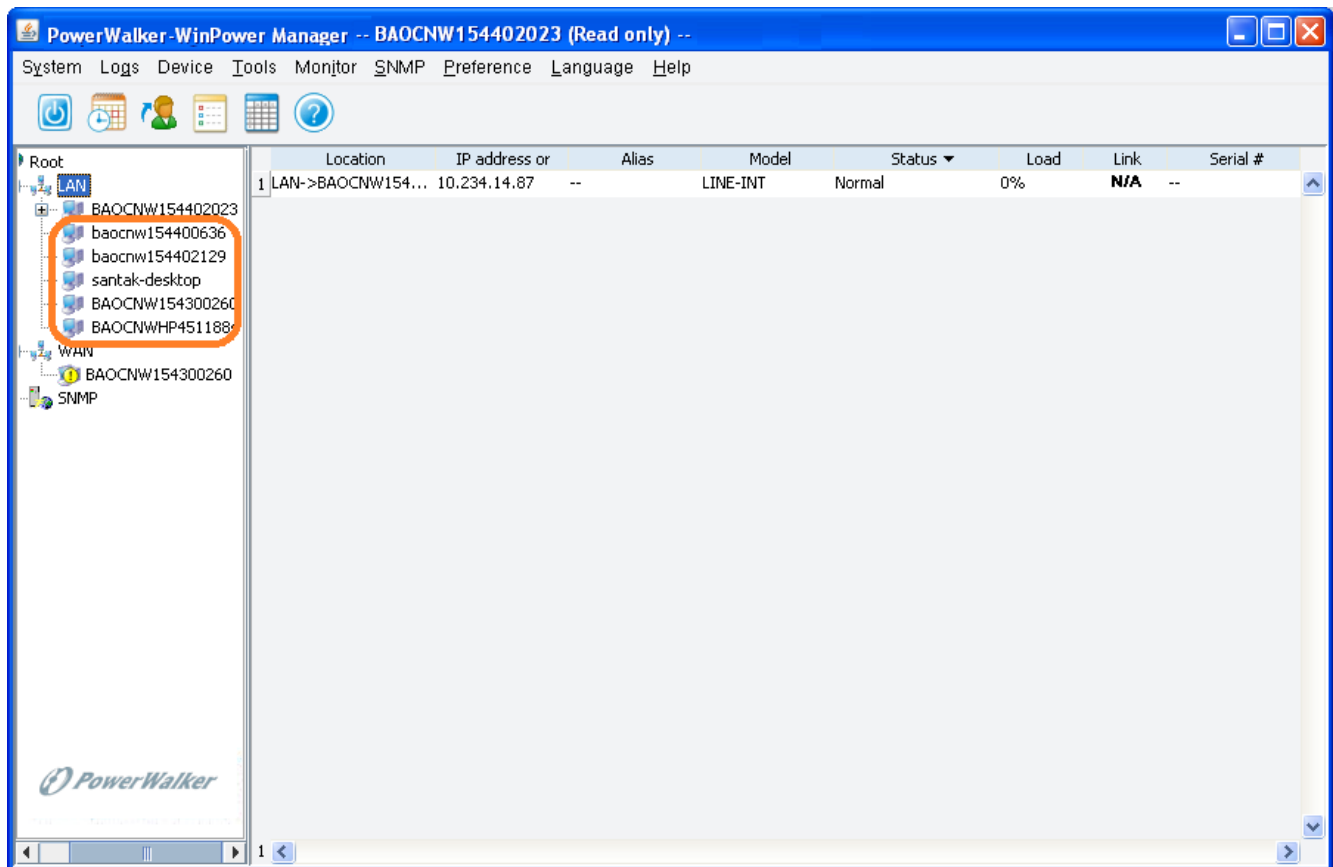 PowerWalker-WinPower Manager -- BAOCNW154402023 (Read only) --
System Logs Device Tools Monitor SNMP Preference Language Help
Root
LAN
BAOCNW154402023
baocnw154400636
baocnw154402129
santak-desktop
BAOCNW154300260
BAOCNWHP451188
WAN
BAOCNW154300260
SNMP
Location IP address or Alias Model Status Load Link Serial #
1 LAN->BAOCNW154... 10.234.14.87 -- LINE-INT Normal 0% N/A --
PowerWalker
1